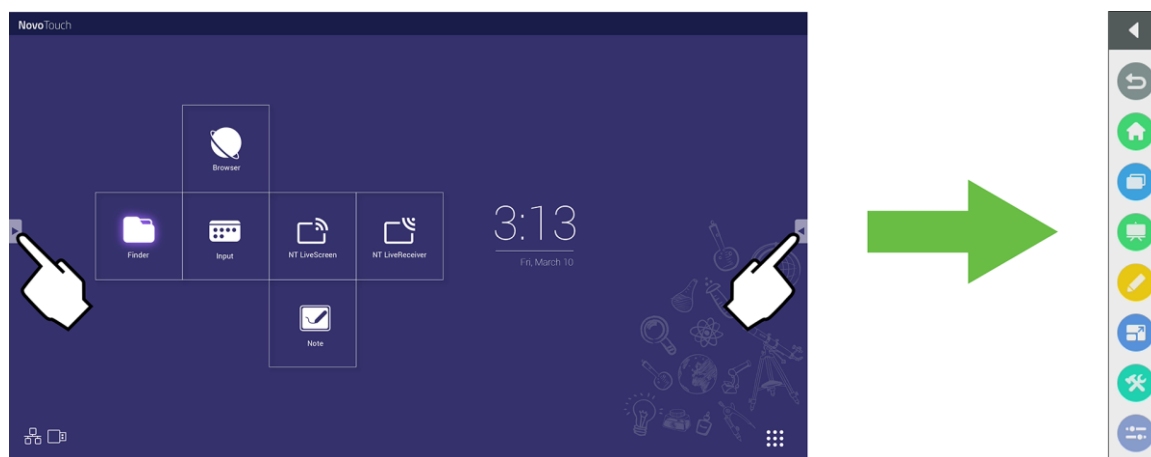 NovoTouch
Browser
Finder
Input
NT LiveScreen
NT LiveReceiver
3:13
Fri, March 10
Note